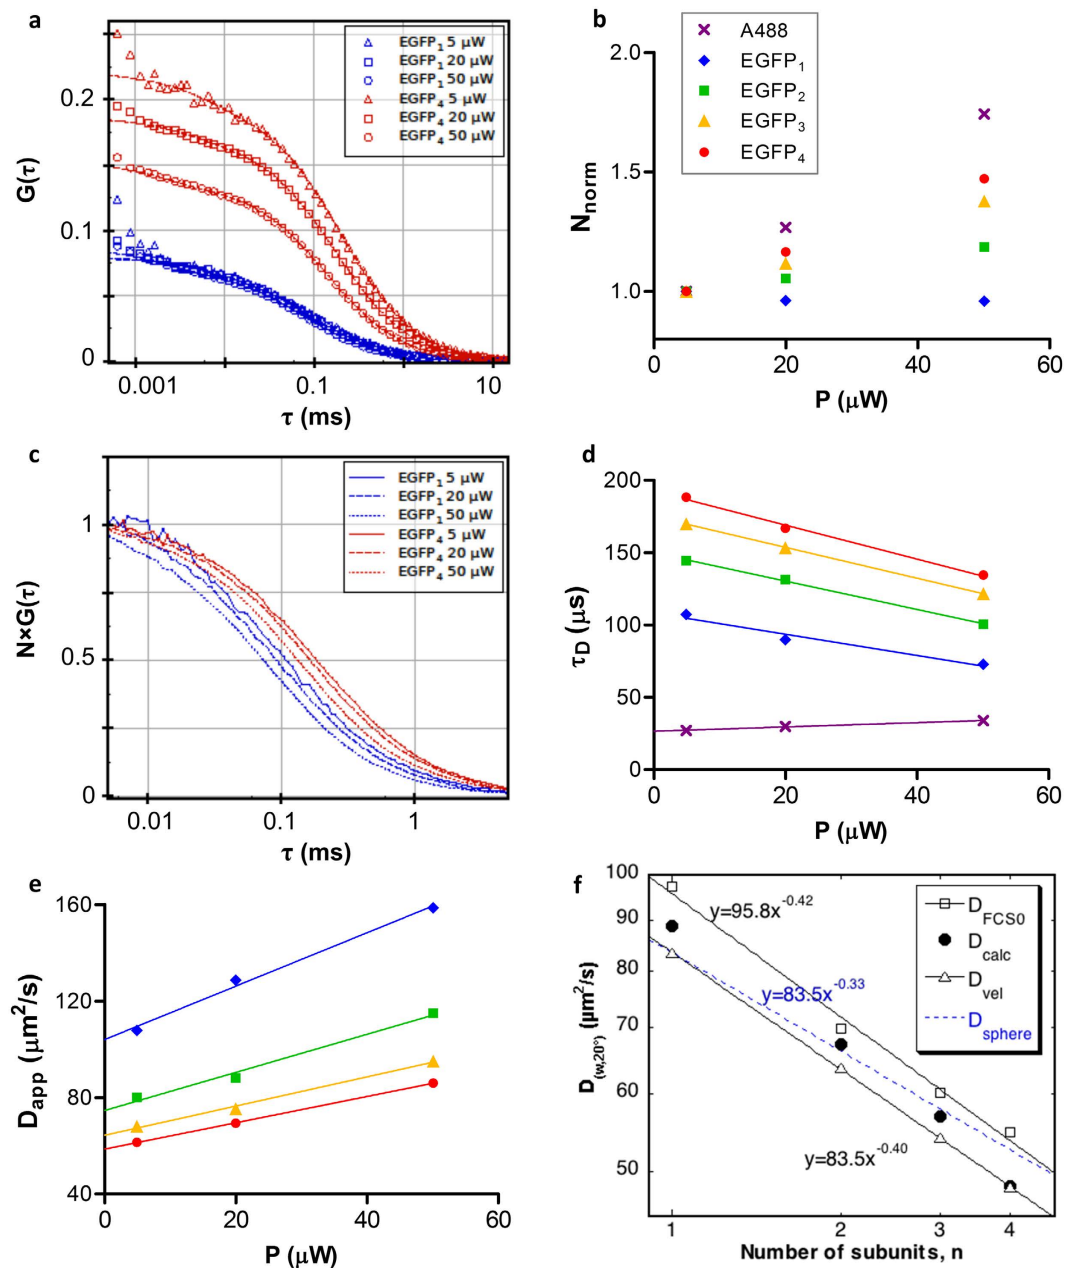 a
G(τ)
0.2
0.1
0
0.001
0.1
10
τ (ms)
EGFP1 5 μW
EGFP1 20 μW
EGFP1 50 μW
EGFP4 5 μW
EGFP4 20 μW
EGFP4 50 μW
b
Nnorm
2.0
1.5
1.0
0
20
40
60
P (μW)
A488
EGFP1
EGFP2
EGFP3
EGFP4
c
N×G(τ)
1
0.5
0
0.01
0.1
1
τ (ms)
EGFP1 5 μW
EGFP1 20 μW
EGFP1 50 μW
EGFP4 5 μW
EGFP4 20 μW
EGFP4 50 μW
d
τD (μs)
200
150
100
50
0
0
20
40
60
P (μW)
e
Dapp (μm²/s)
160
120
80
40
0
20
40
60
P (μW)
f
D(w,20°) (μm²/s)
100
90
80
70
60
50
1
2
3
4
Number of subunits, n
y=95.8x^-0.42
y=83.5x^-0.33
y=83.5x^-0.40
DFCS0
Dcalc
Dvel
Dsphere